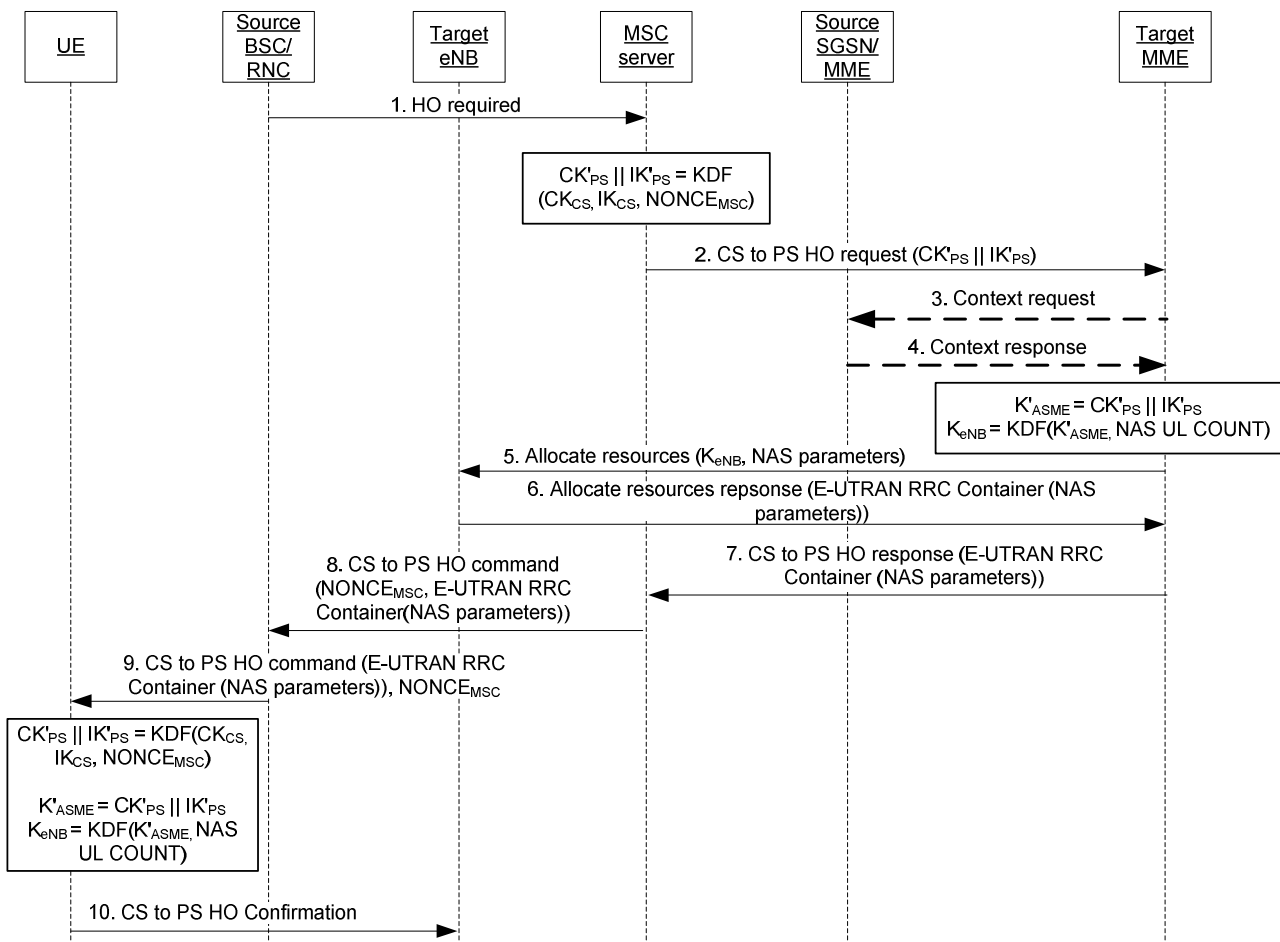 UE
Source
BSC/
RNC
Target
eNB
MSC
server
Source
SGSN/
MME
Target
MME
1. HO required
CK'PS || IK'PS = KDF
(CKCS, IKCS, NONCEMSC)
2. CS to PS HO request (CK'PS || IK'PS)
3. Context request
4. Context response
K'ASME = CK'PS || IK'PS
KeNB = KDF(K'ASME, NAS UL COUNT)
5. Allocate resources (KeNB, NAS parameters)
6. Allocate resources repsonse (E-UTRAN RRC Container (NAS
parameters))
7. CS to PS HO response (E-UTRAN RRC
Container (NAS parameters))
8. CS to PS HO command
(NONCEMSC, E-UTRAN RRC
Container(NAS parameters))
9. CS to PS HO command (E-UTRAN RRC
Container (NAS parameters)), NONCEMSC
CK'PS || IK'PS = KDF(CKCS,
IKCS, NONCEMSC)
K'ASME = CK'PS || IK'PS
KeNB = KDF(K'ASME, NAS
UL COUNT)
10. CS to PS HO Confirmation